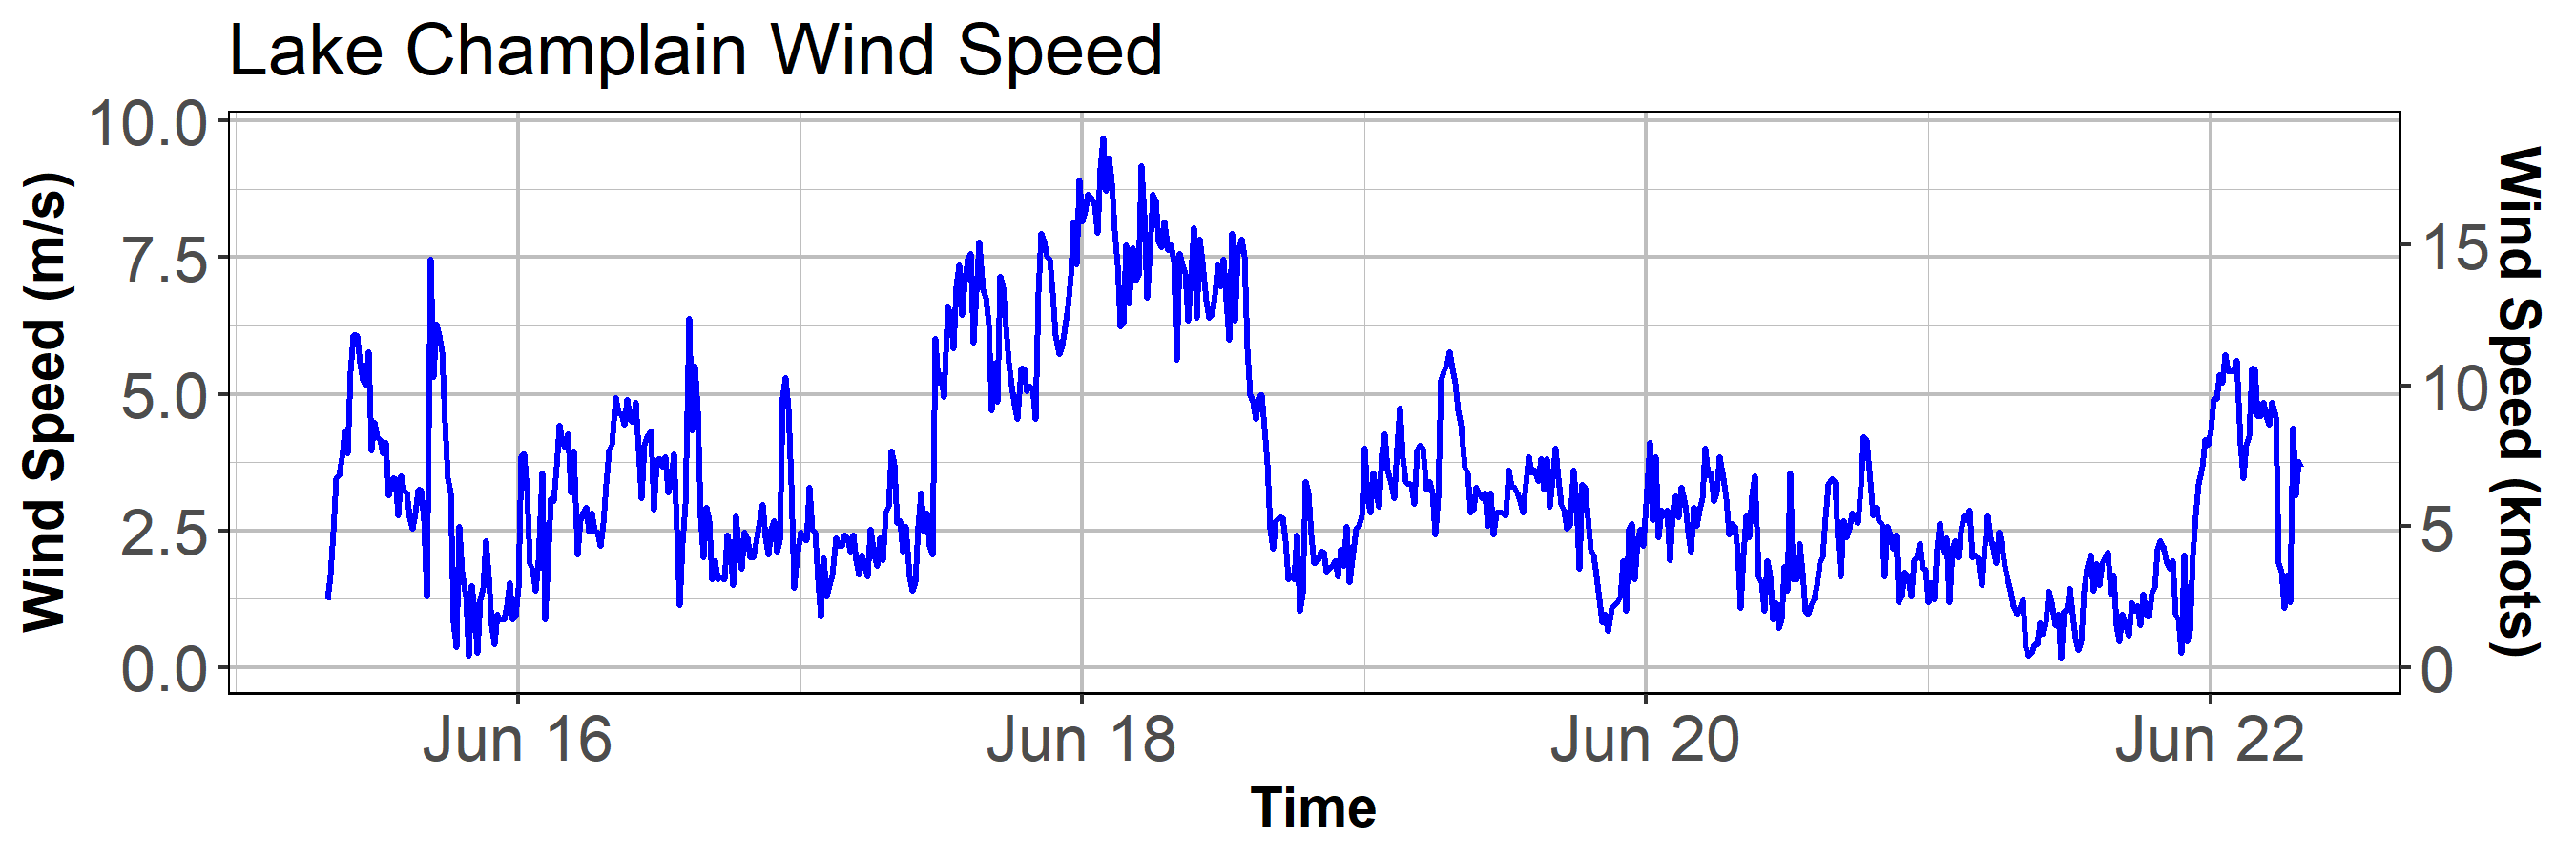 Lake Champlain Wind Speed
10.0
7.5
5.0
2.5
0.0
Wind Speed (m/s)
15
10
5
0
Wind Speed (knots)
Jun 16
Jun 18
Jun 20
Jun 22
Time